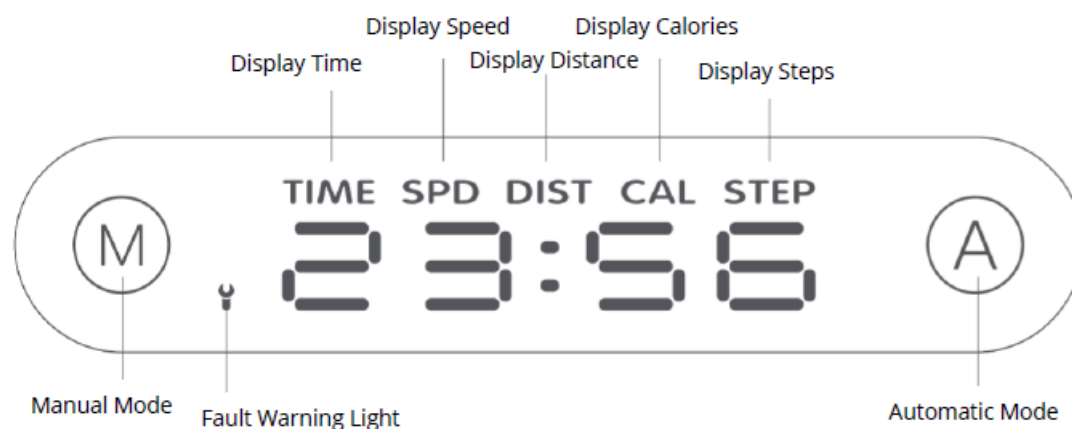 Display Speed Display Calories
Display Time Display Distance Display Steps
TIME SPD DIST CAL STEP
M 23:56 A
Manual Mode Fault Warning Light Automatic Mode